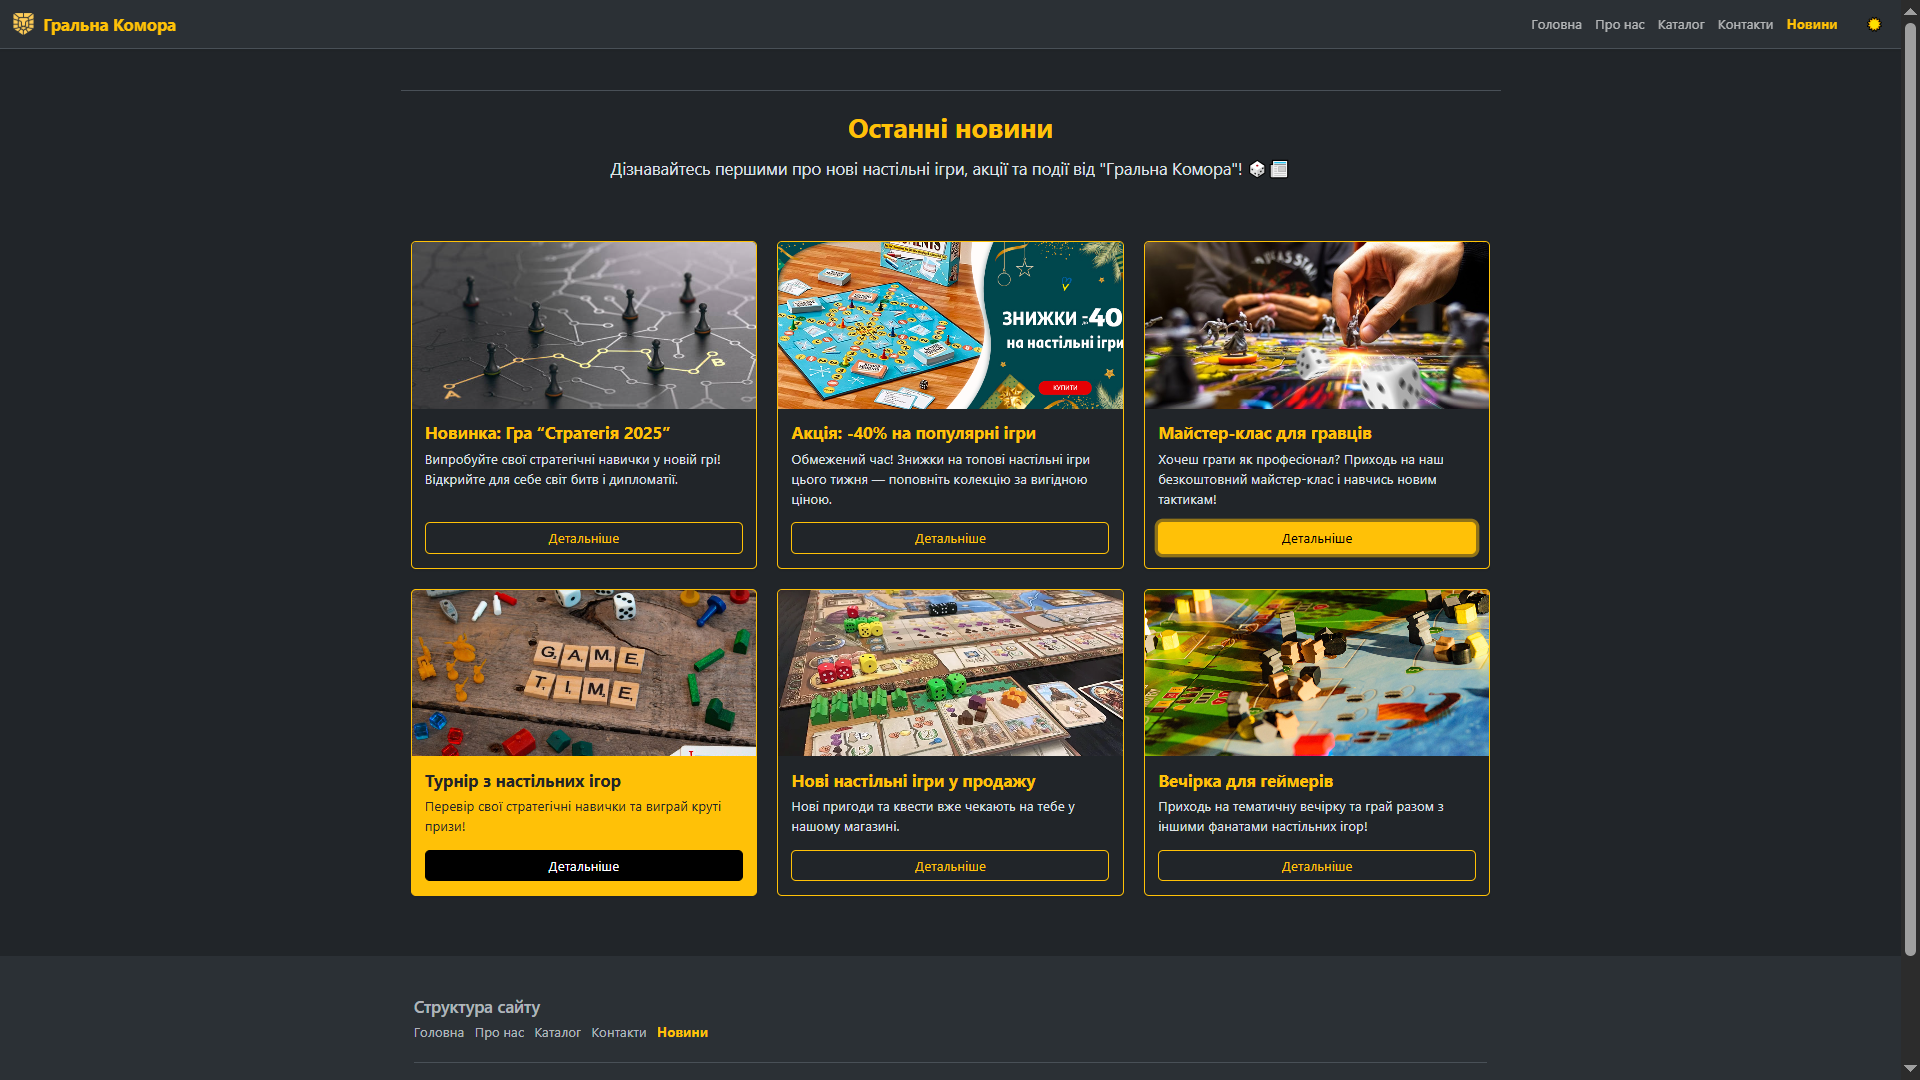 Гральна Комора
Головна
Про нас
Каталог
Контакти
Новини
Останні новини
Дізнавайтесь першими про нові настільні ігри, акції та події від "Гральна Комора"! 🎲📰
A
B
ЗНИЖКИ
-40
на настільні ігри
КУПИТИ
Новинка: Гра “Стратегія 2025”
Випробуйте свої стратегічні навички у новій грі!
Відкрийте для себе світ битв і дипломатії.
Детальніше
Акція: -40% на популярні ігри
Обмежений час! Знижки на топові настільні ігри
цього тижня — поповніть колекцію за вигідною
ціною.
Детальніше
Майстер-клас для гравців
Хочеш грати як професіонал? Приходь на наш
безкоштовний майстер-клас і навчись новим
тактикам!
Детальніше
GAME
TIME
Турнір з настільних ігор
Перевір свої стратегічні навички та виграй круті
призи!
Детальніше
Нові настільні ігри у продажу
Нові пригоди та квести вже чекають на тебе у
нашому магазині.
Детальніше
Вечірка для геймерів
Приходь на тематичну вечірку та грай разом з
іншими фанатами настільних ігор!
Детальніше
Структура сайту
Головна Про нас Каталог Контакти Новини